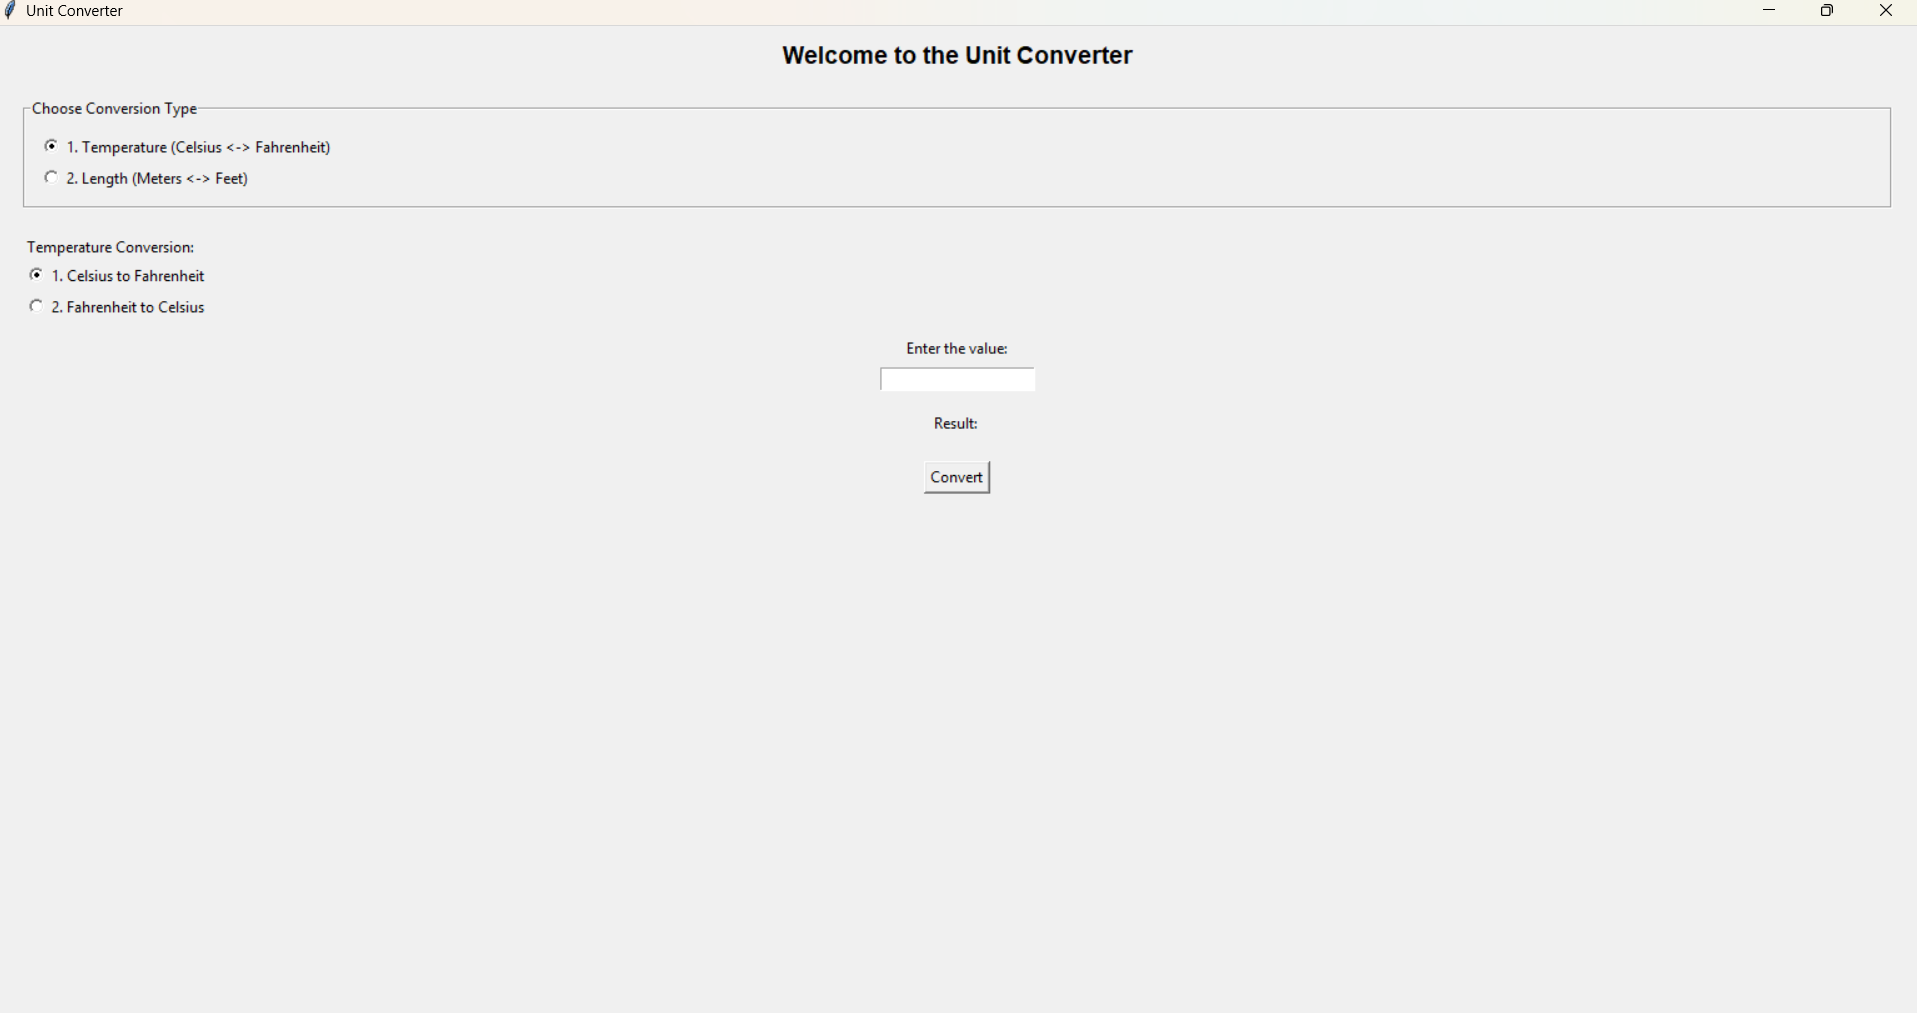 Unit Converter
Welcome to the Unit Converter
Choose Conversion Type
1. Temperature (Celsius <-> Fahrenheit)
2. Length (Meters <-> Feet)
Temperature Conversion:
1. Celsius to Fahrenheit
2. Fahrenheit to Celsius
Enter the value:
Result:
Convert